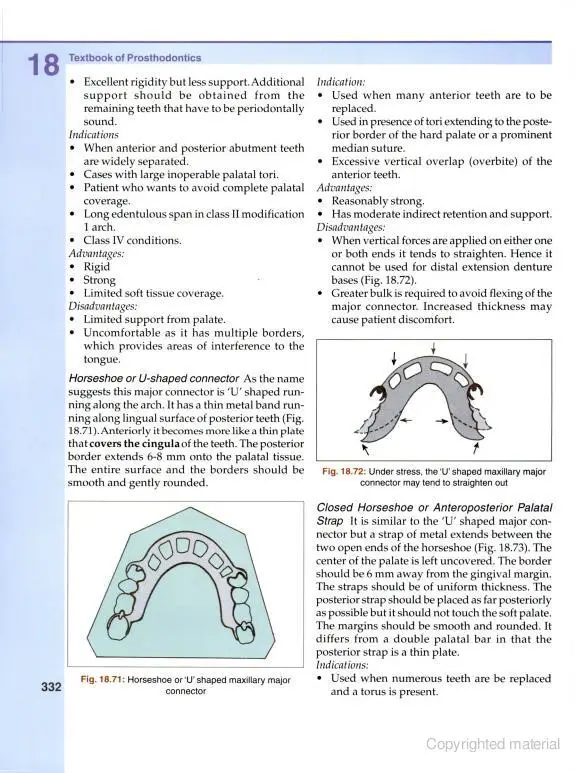 18
Textbook of Prosthodontics
• Excellent rigidity but less support. Additional
support should be obtained from the
remaining teeth that have to be periodontally
sound.
Indications
• When anterior and posterior abutment teeth
are widely separated.
• Cases with large inoperable palatal tori.
• Patient who wants to avoid complete palatal
coverage.
• Long edentulous span in class II modification
1 arch.
• Class IV conditions.
Advantages:
• Rigid
• Strong
• Limited soft tissue coverage.
Disadvantages:
• Limited support from palate.
• Uncomfortable as it has multiple borders,
which provides areas of interference to the
tongue.
Horseshoe or U-shaped connector As the name
suggests this major connector is 'U' shaped run-
ning along the arch. It has a thin metal band run-
ning along lingual surface of posterior teeth (Fig.
18.71). Anteriorly it becomes more like a thin plate
that covers the cingula of the teeth. The posterior
border extends 6-8 mm onto the palatal tissue.
The entire surface and the borders should be
smooth and gently rounded.
Fig. 18.71: Horseshoe or 'U' shaped maxillary major
connector
332
Indication:
• Used when many anterior teeth are to be
replaced.
• Used in presence of tori extending to the poste-
rior border of the hard palate or a prominent
median suture.
• Excessive vertical overlap (overbite) of the
anterior teeth.
Advantages:
• Reasonably strong.
• Has moderate indirect retention and support.
Disadvantages:
• When vertical forces are applied on either one
or both ends it tends to straighten. Hence it
cannot be used for distal extension denture
bases (Fig. 18.72).
• Greater bulk is required to avoid flexing of the
major connector. Increased thickness may
cause patient discomfort.
Fig. 18.72: Under stress, the 'U' shaped maxillary major
connector may tend to straighten out
Closed Horseshoe or Anteroposterior Palatal
Strap It is similar to the 'U' shaped major con-
nector but a strap of metal extends between the
two open ends of the horseshoe (Fig. 18.73). The
center of the palate is left uncovered. The border
should be 6 mm away from the gingival margin.
The straps should be of uniform thickness. The
posterior strap should be placed as far posteriorly
as possible but it should not touch the soft palate.
The margins should be smooth and rounded. It
differs from a double palatal bar in that the
posterior strap is a thin plate.
Indications:
• Used when numerous teeth are be replaced
and a torus is present.
Copyrighted material